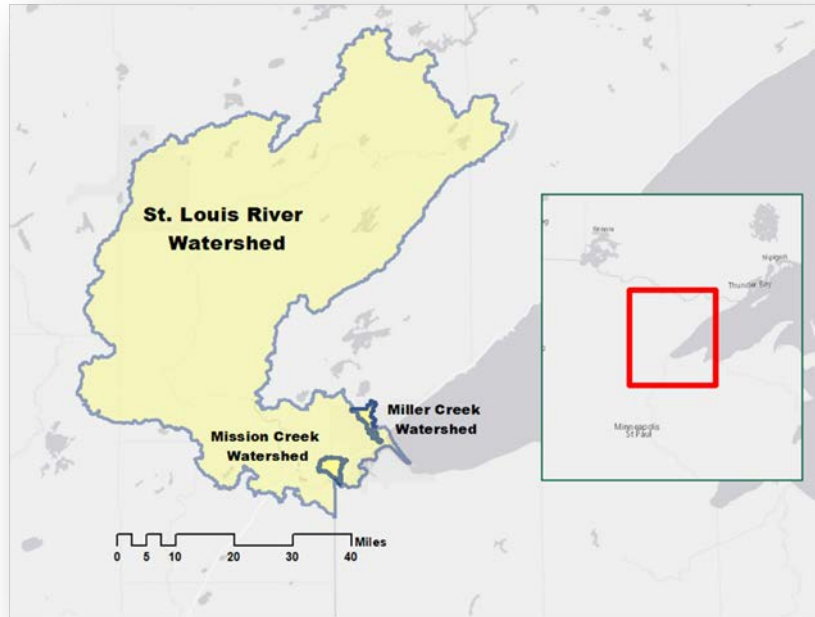 St. Louis River
Watershed
Miller Creek
Watershed
Mission Creek
Watershed
Miles
0 5 10 20 30 40
Nipigon
Thunder Bay
Minneapolis
St Paul